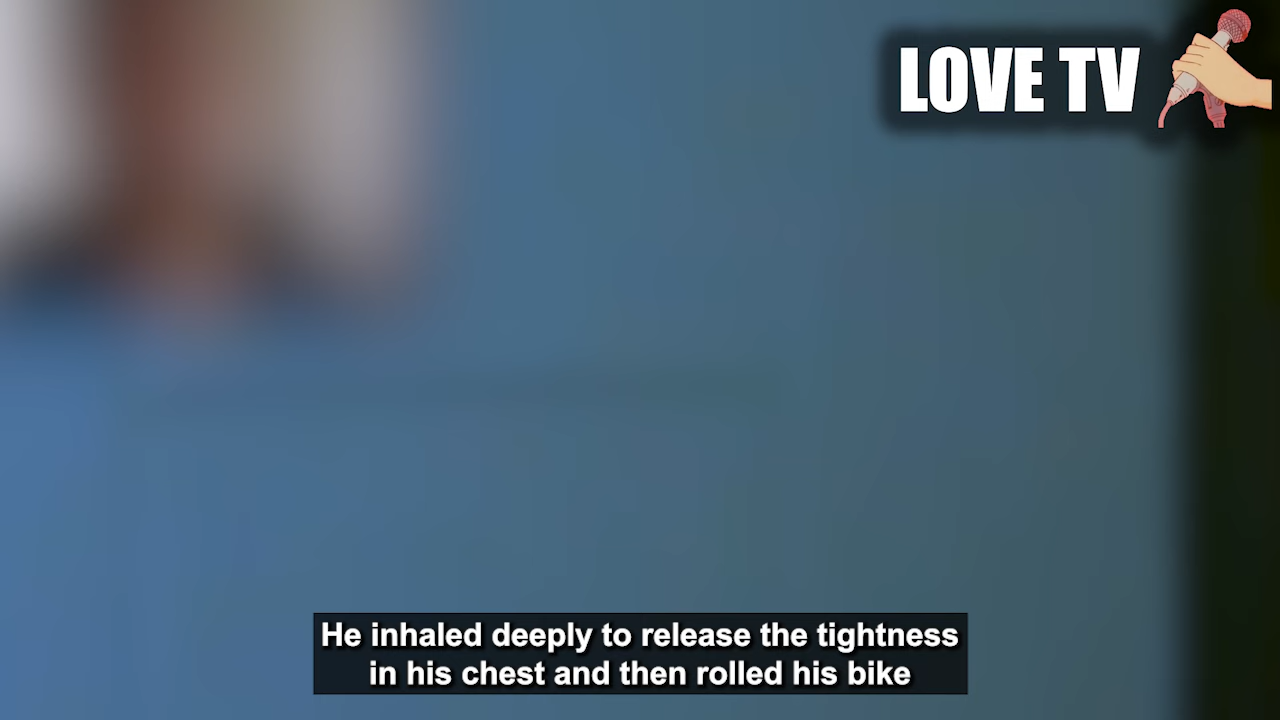 LOVE TV
He inhaled deeply to release the tightness
in his chest and then rolled his bike